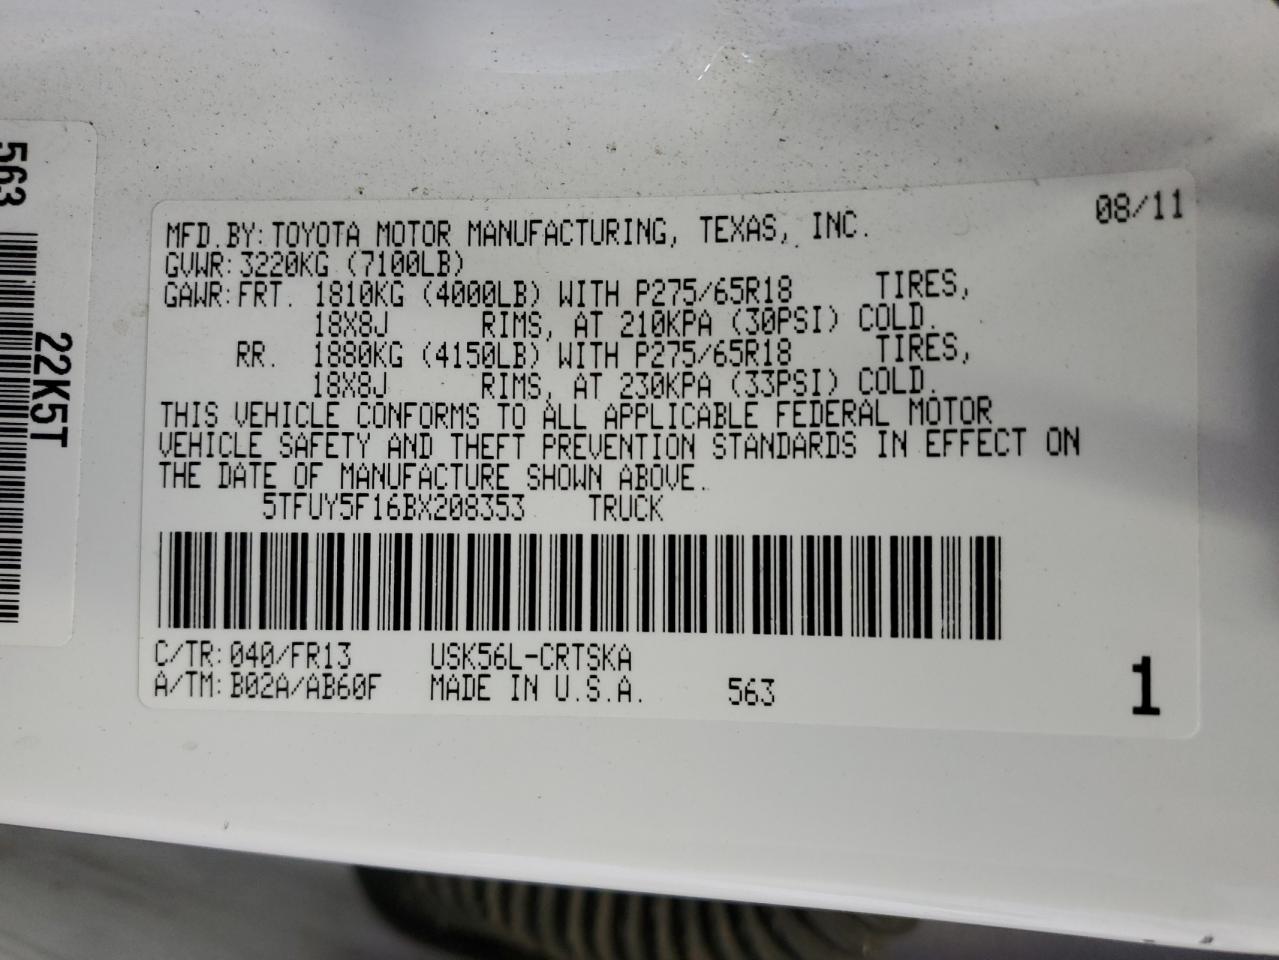 563
22K5T
08/11
MFD.BY:TOYOTA MOTOR MANUFACTURING, TEXAS, INC.
GVWR:3220KG (7100LB)
GAWR:FRT. 1810KG (4000LB) WITH P275/65R18 TIRES,
18X8J RIMS, AT 210KPA (30PSI) COLD.
RR. 1880KG (4150LB) WITH P275/65R18 TIRES,
18X8J RIMS, AT 230KPA (33PSI) COLD.
THIS VEHICLE CONFORMS TO ALL APPLICABLE FEDERAL MOTOR
VEHICLE SAFETY AND THEFT PREVENTION STANDARDS IN EFFECT ON
THE DATE OF MANUFACTURE SHOWN ABOVE.
5TFUY5F16BX208353 TRUCK
C/TR:040/FR13 USK56L-CRTSKA
A/TM:B02A/AB60F MADE IN U.S.A. 563
1